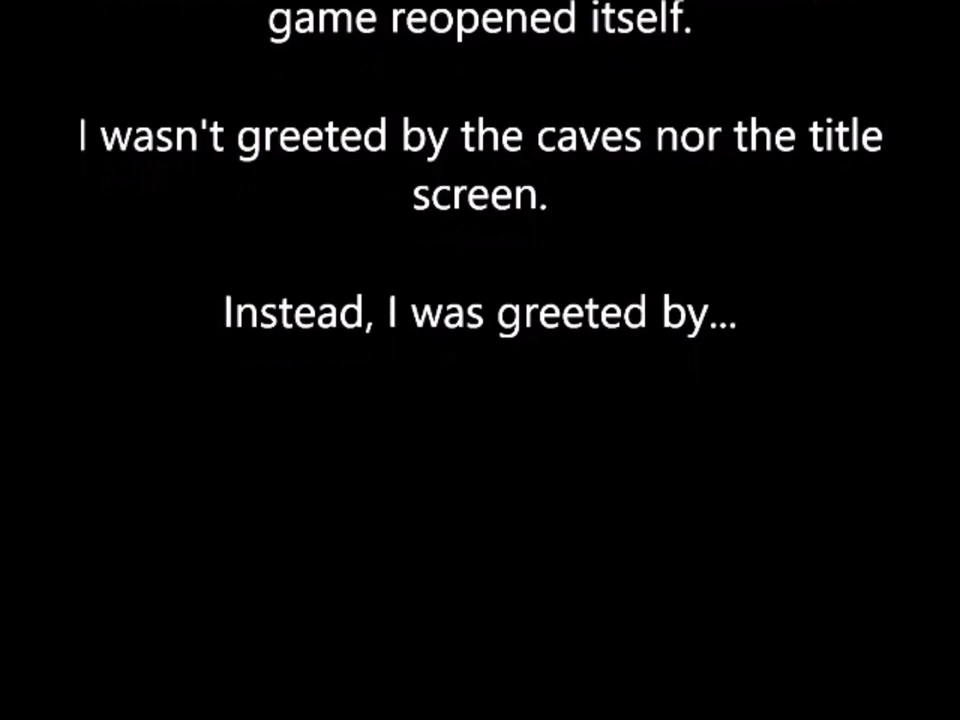 game reopened itself.
I wasn't greeted by the caves nor the title
screen.
Instead, I was greeted by...